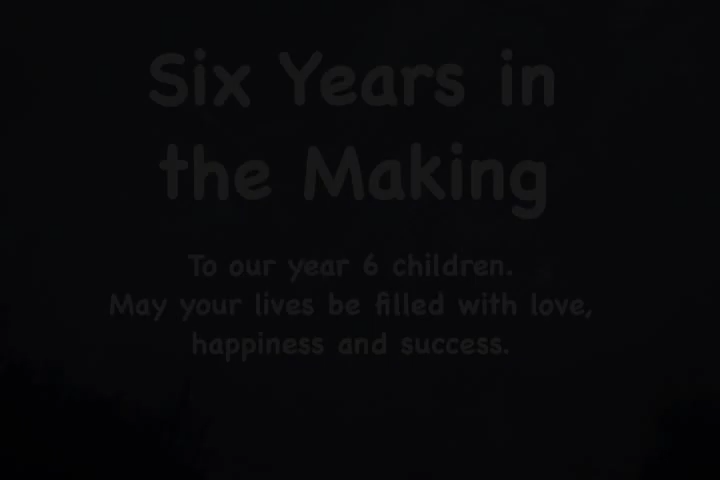 Six Years in
the Making
To our year 6 children.
May your lives be filled with love,
happiness and success.